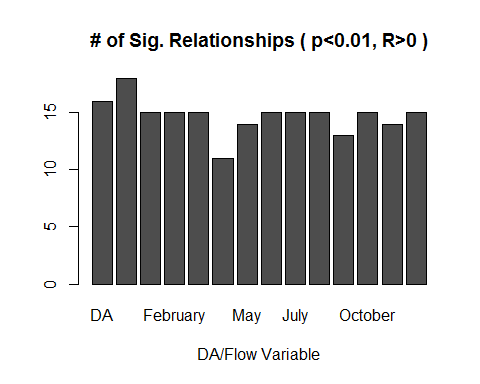 # of Sig. Relationships ( p<0.01, R>0 )
15
10
5
0
DA February May July October
DA/Flow Variable